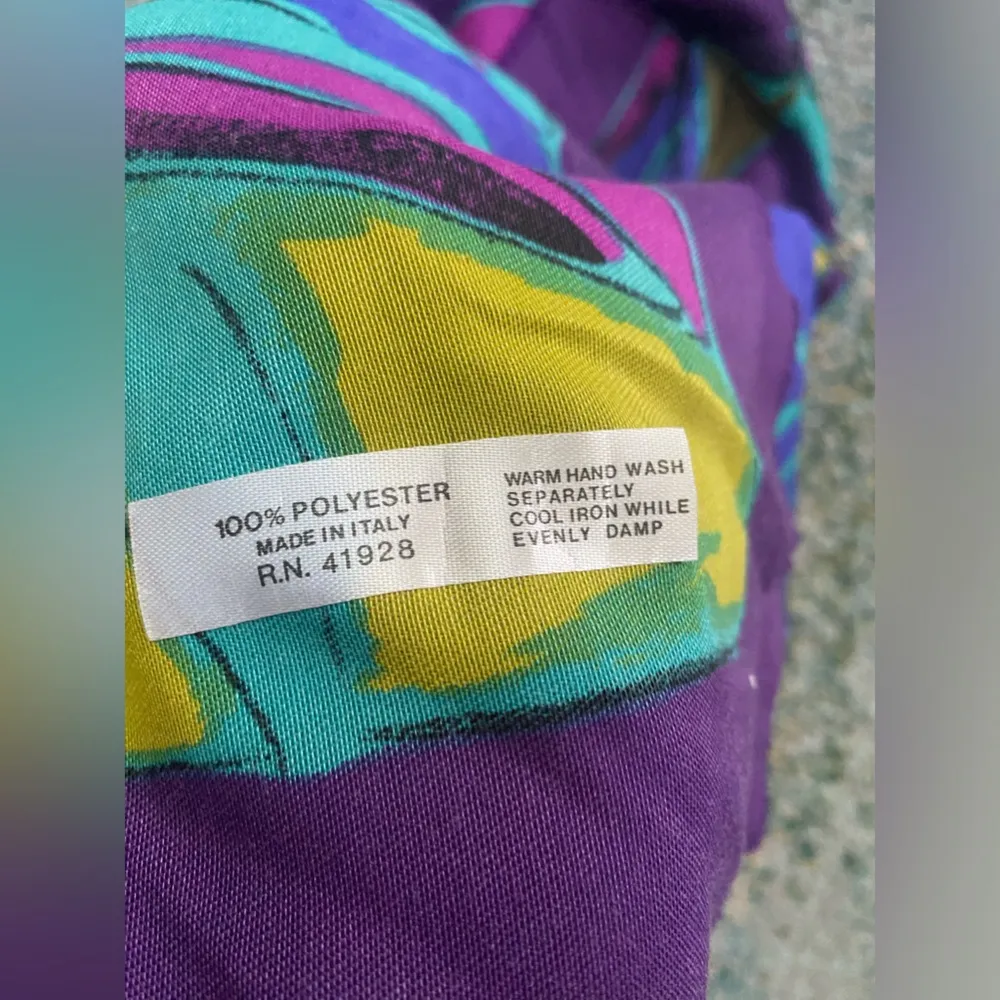 100% POLYESTER
MADE IN ITALY
R.N. 41928
WARM HAND WASH
SEPARATELY
COOL IRON WHILE
EVENLY DAMP